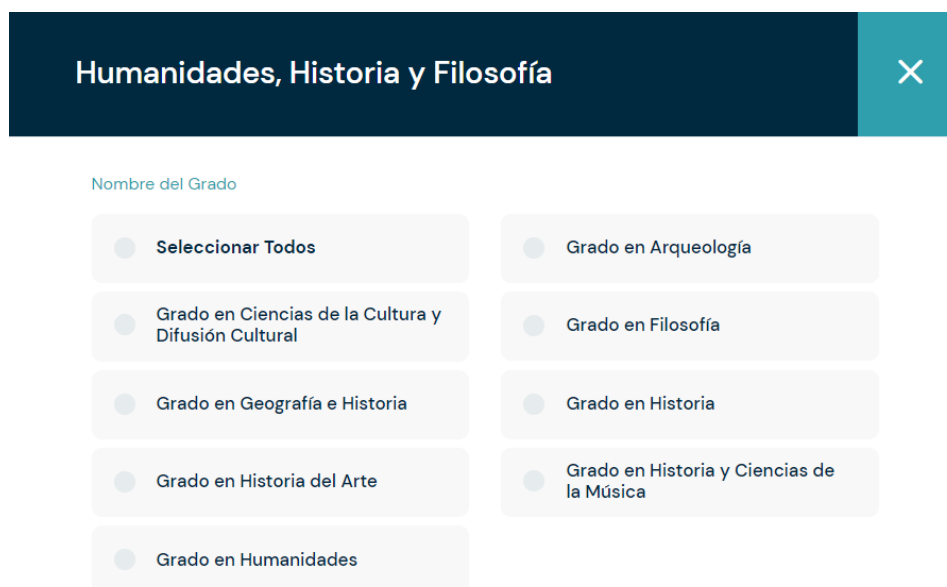 Humanidades, Historia y Filosofía
Nombre del Grado
Seleccionar Todos
Grado en Arqueología
Grado en Ciencias de la Cultura y
Difusión Cultural
Grado en Filosofía
Grado en Geografía e Historia
Grado en Historia
Grado en Historia del Arte
Grado en Historia y Ciencias de
la Música
Grado en Humanidades